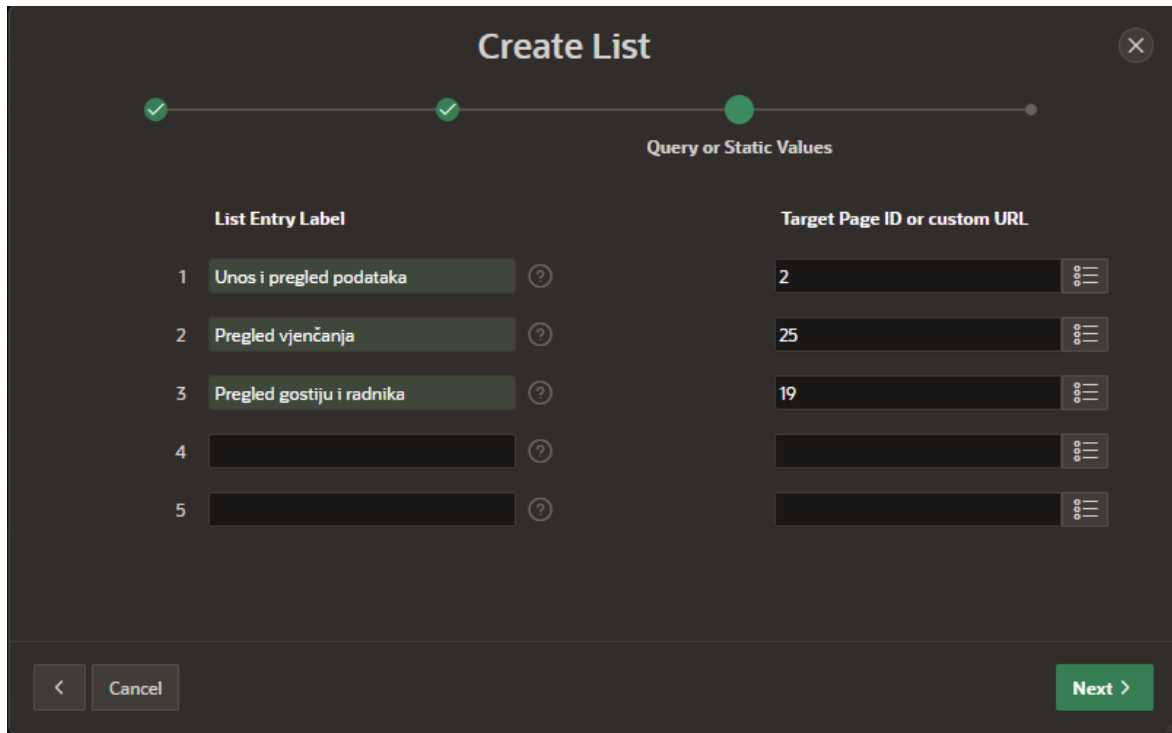 Create List
Query or Static Values
List Entry Label Target Page ID or custom URL
1 Unos i pregled podataka ? 2
2 Pregled vjenčanja ? 25
3 Pregled gostiju i radnika ? 19
4 ?
5 ?
Cancel Next